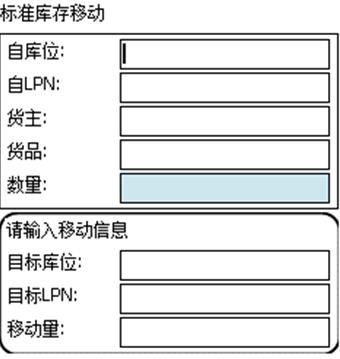 标准库存移动
自库位:
自LPN:
货主:
货品:
数量:
请输入移动信息
目标库位:
目标LPN:
移动量: